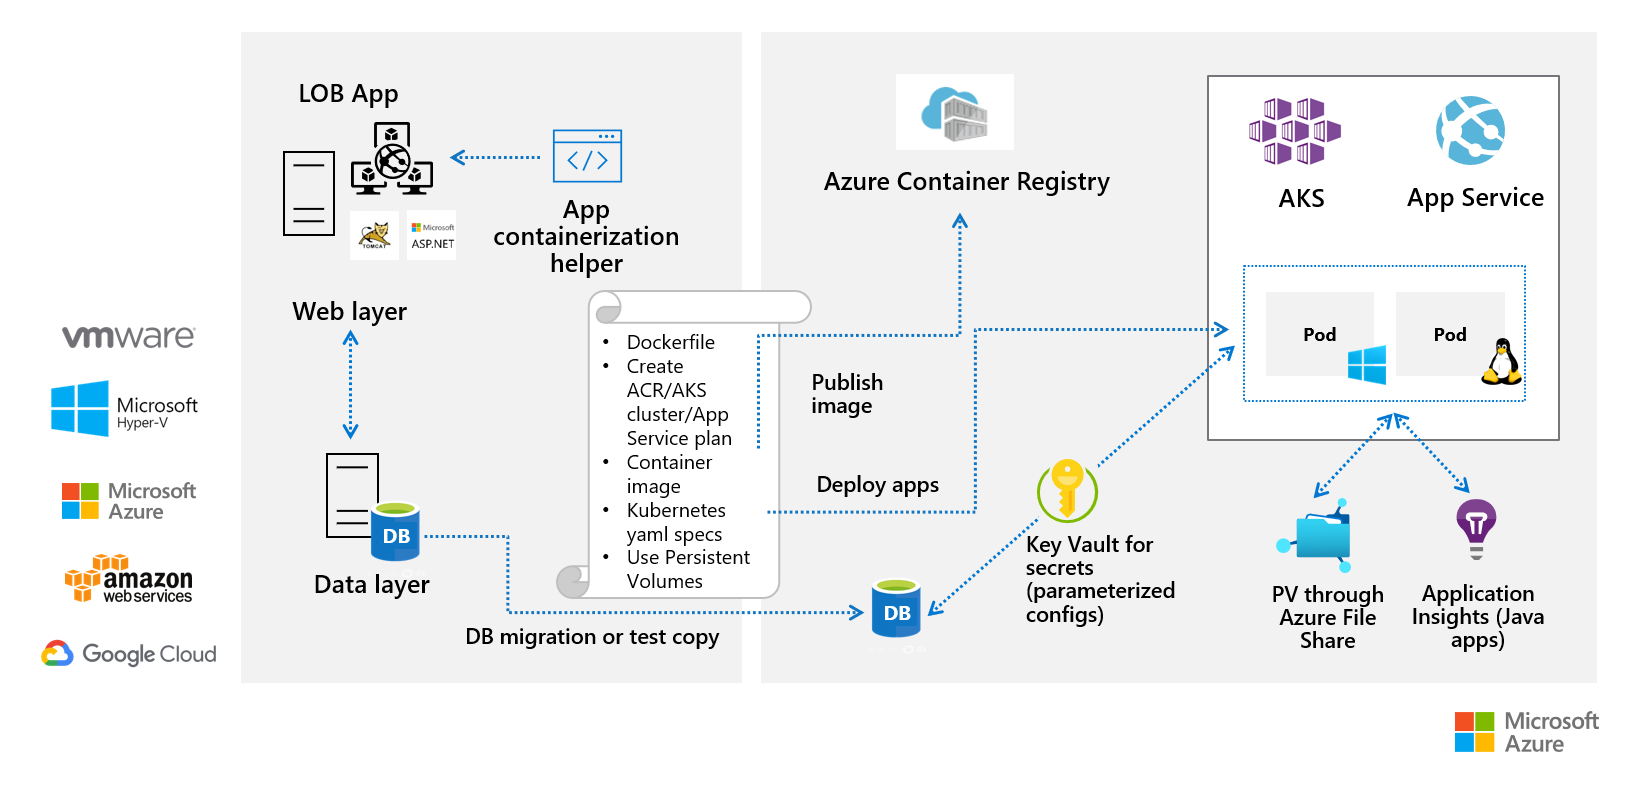 LOB App
TOMCAT
Microsoft
ASP.NET
</>
App
containerization
helper
Web layer
vmware
Microsoft
Hyper-V
Microsoft
Azure
amazon
web services
Google Cloud
DB
Data layer
• Dockerfile
• Create
ACR/AKS
cluster/App
Service plan
• Container
image
• Kubernetes
yaml specs
• Use Persistent
Volumes
DB migration or test copy
Azure Container Registry
Publish
image
Deploy apps
DB
Key Vault for
secrets
(parameterized
configs)
AKS
App Service
Pod
Pod
PV through
Azure File
Share
Application
Insights (Java
apps)
Microsoft
Azure